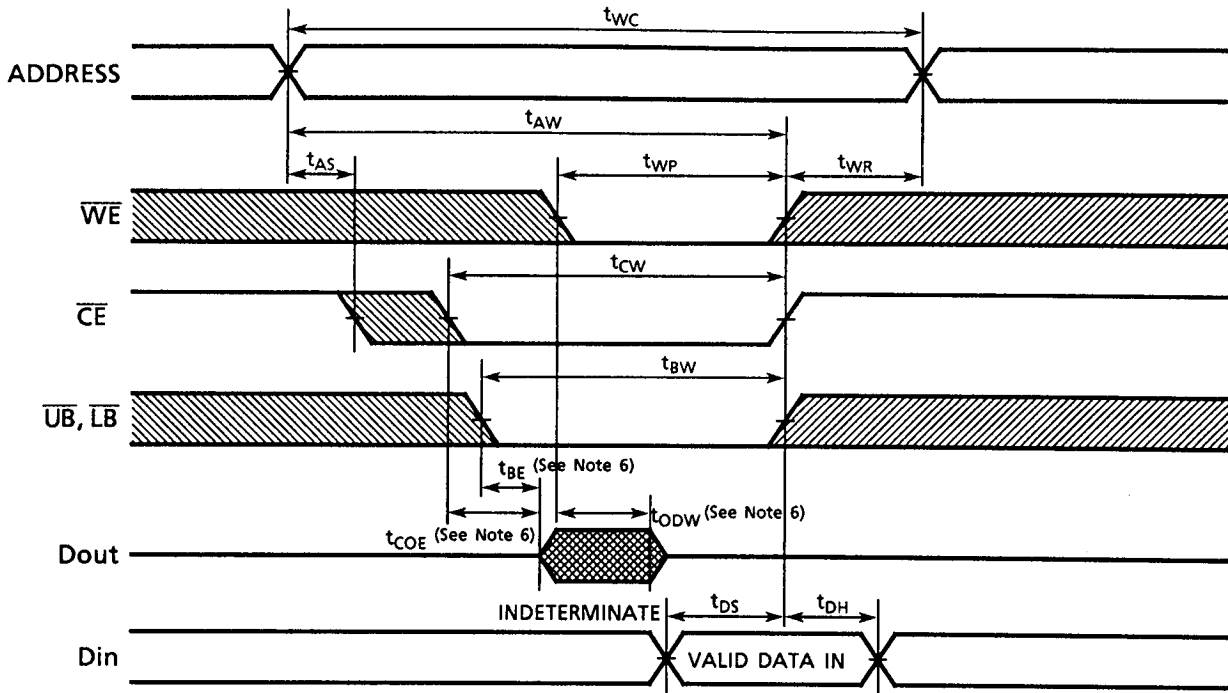 tWC
ADDRESS
tAW
tAS
tWP
tWR
WE
tCW
CE
tBW
UB, LB
tBE (See Note 6)
tCOE (See Note 6)
tODW (See Note 6)
Dout
INDETERMINATE
tDS
tDH
Din
VALID DATA IN